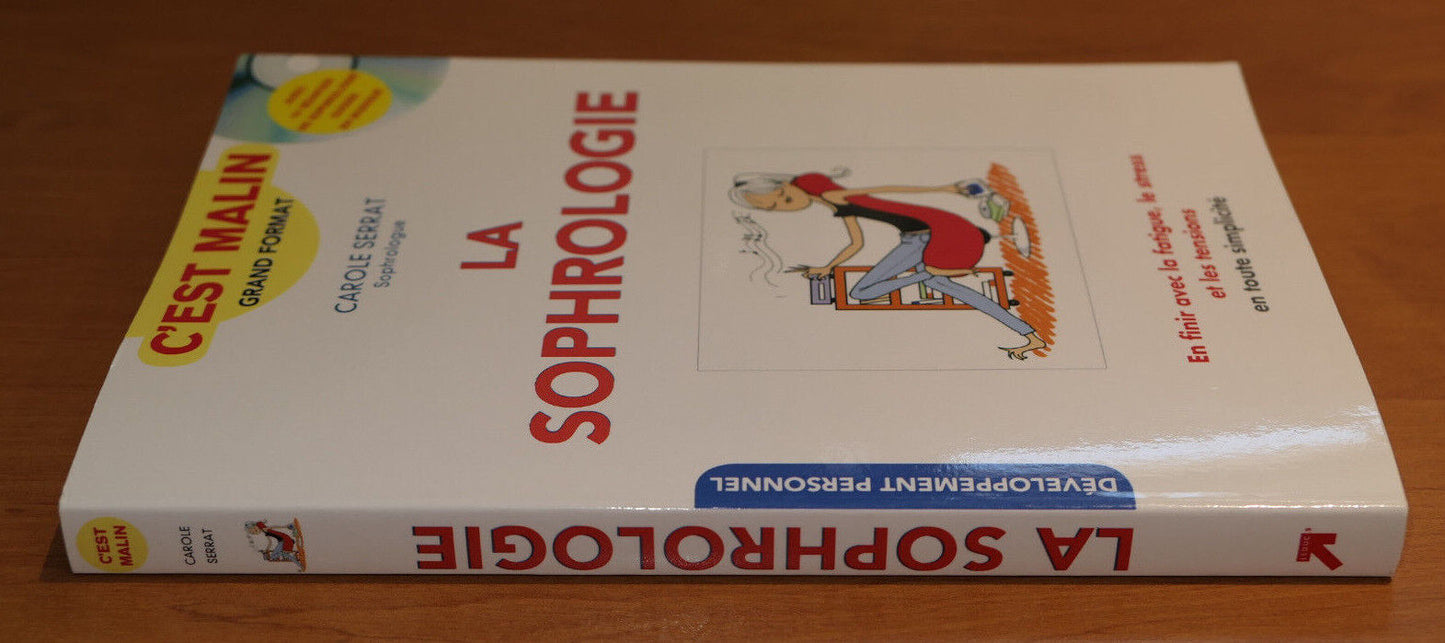 C'EST MALIN
GRAND FORMAT
CAROLE SERRAT
Sophrologue
LA
SOPHROLOGIE
En finir avec la fatigue, le stress
et les tensions
en toute simplicité
DÉVELOPPEMENT PERSONNEL
C'EST
MALIN
CAROLE
SERRAT
LA SOPHROLOGIE
LEDUC.S